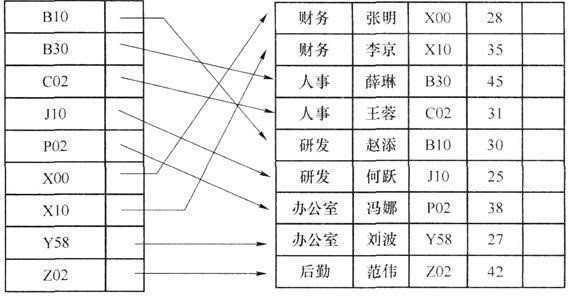 B10
B30
C02
J10
P02
X00
X10
Y58
Z02
财务 张明 X00 28
财务 李京 X10 35
人事 薛琳 B30 45
人事 王蓉 C02 31
研发 赵添 B10 30
研发 何跃 J10 25
办公室 冯娜 P02 38
办公室 刘波 Y58 27
后勤 范伟 Z02 42